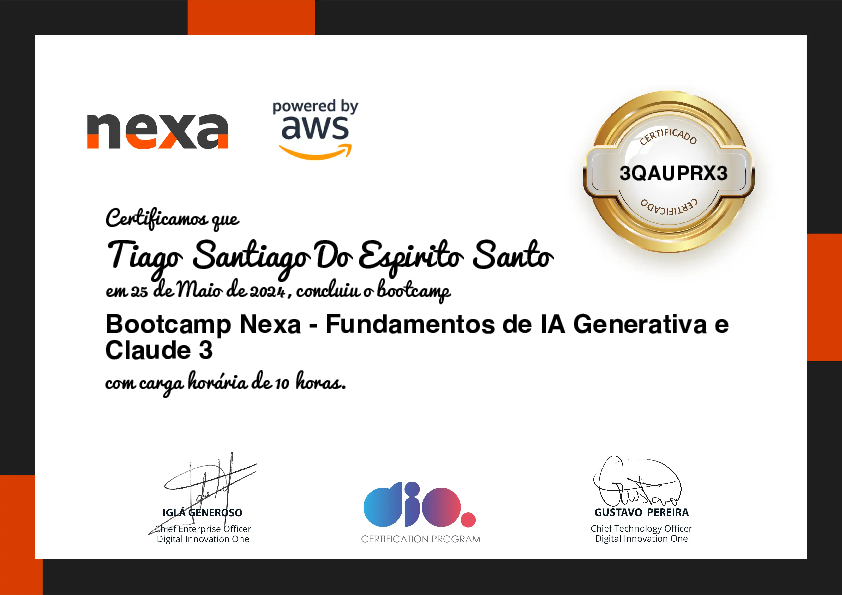 nexa
powered by
aws
CERTIFICADO
3QAUPRX3
CERTIFICADO
Certificamos que
Tiago Santiago Do Espirito Santo
em 25 de Maio de 2024, concluiu o bootcamp
Bootcamp Nexa - Fundamentos de IA Generativa e
Claude 3
com carga horária de 10 horas.
IGLÁ GENEROSO
Chief Enterprise Officer
Digital Innovation One
dio.
CERTIFICATION PROGRAM
GUSTAVO PEREIRA
Chief Technology Officer
Digital Innovation One